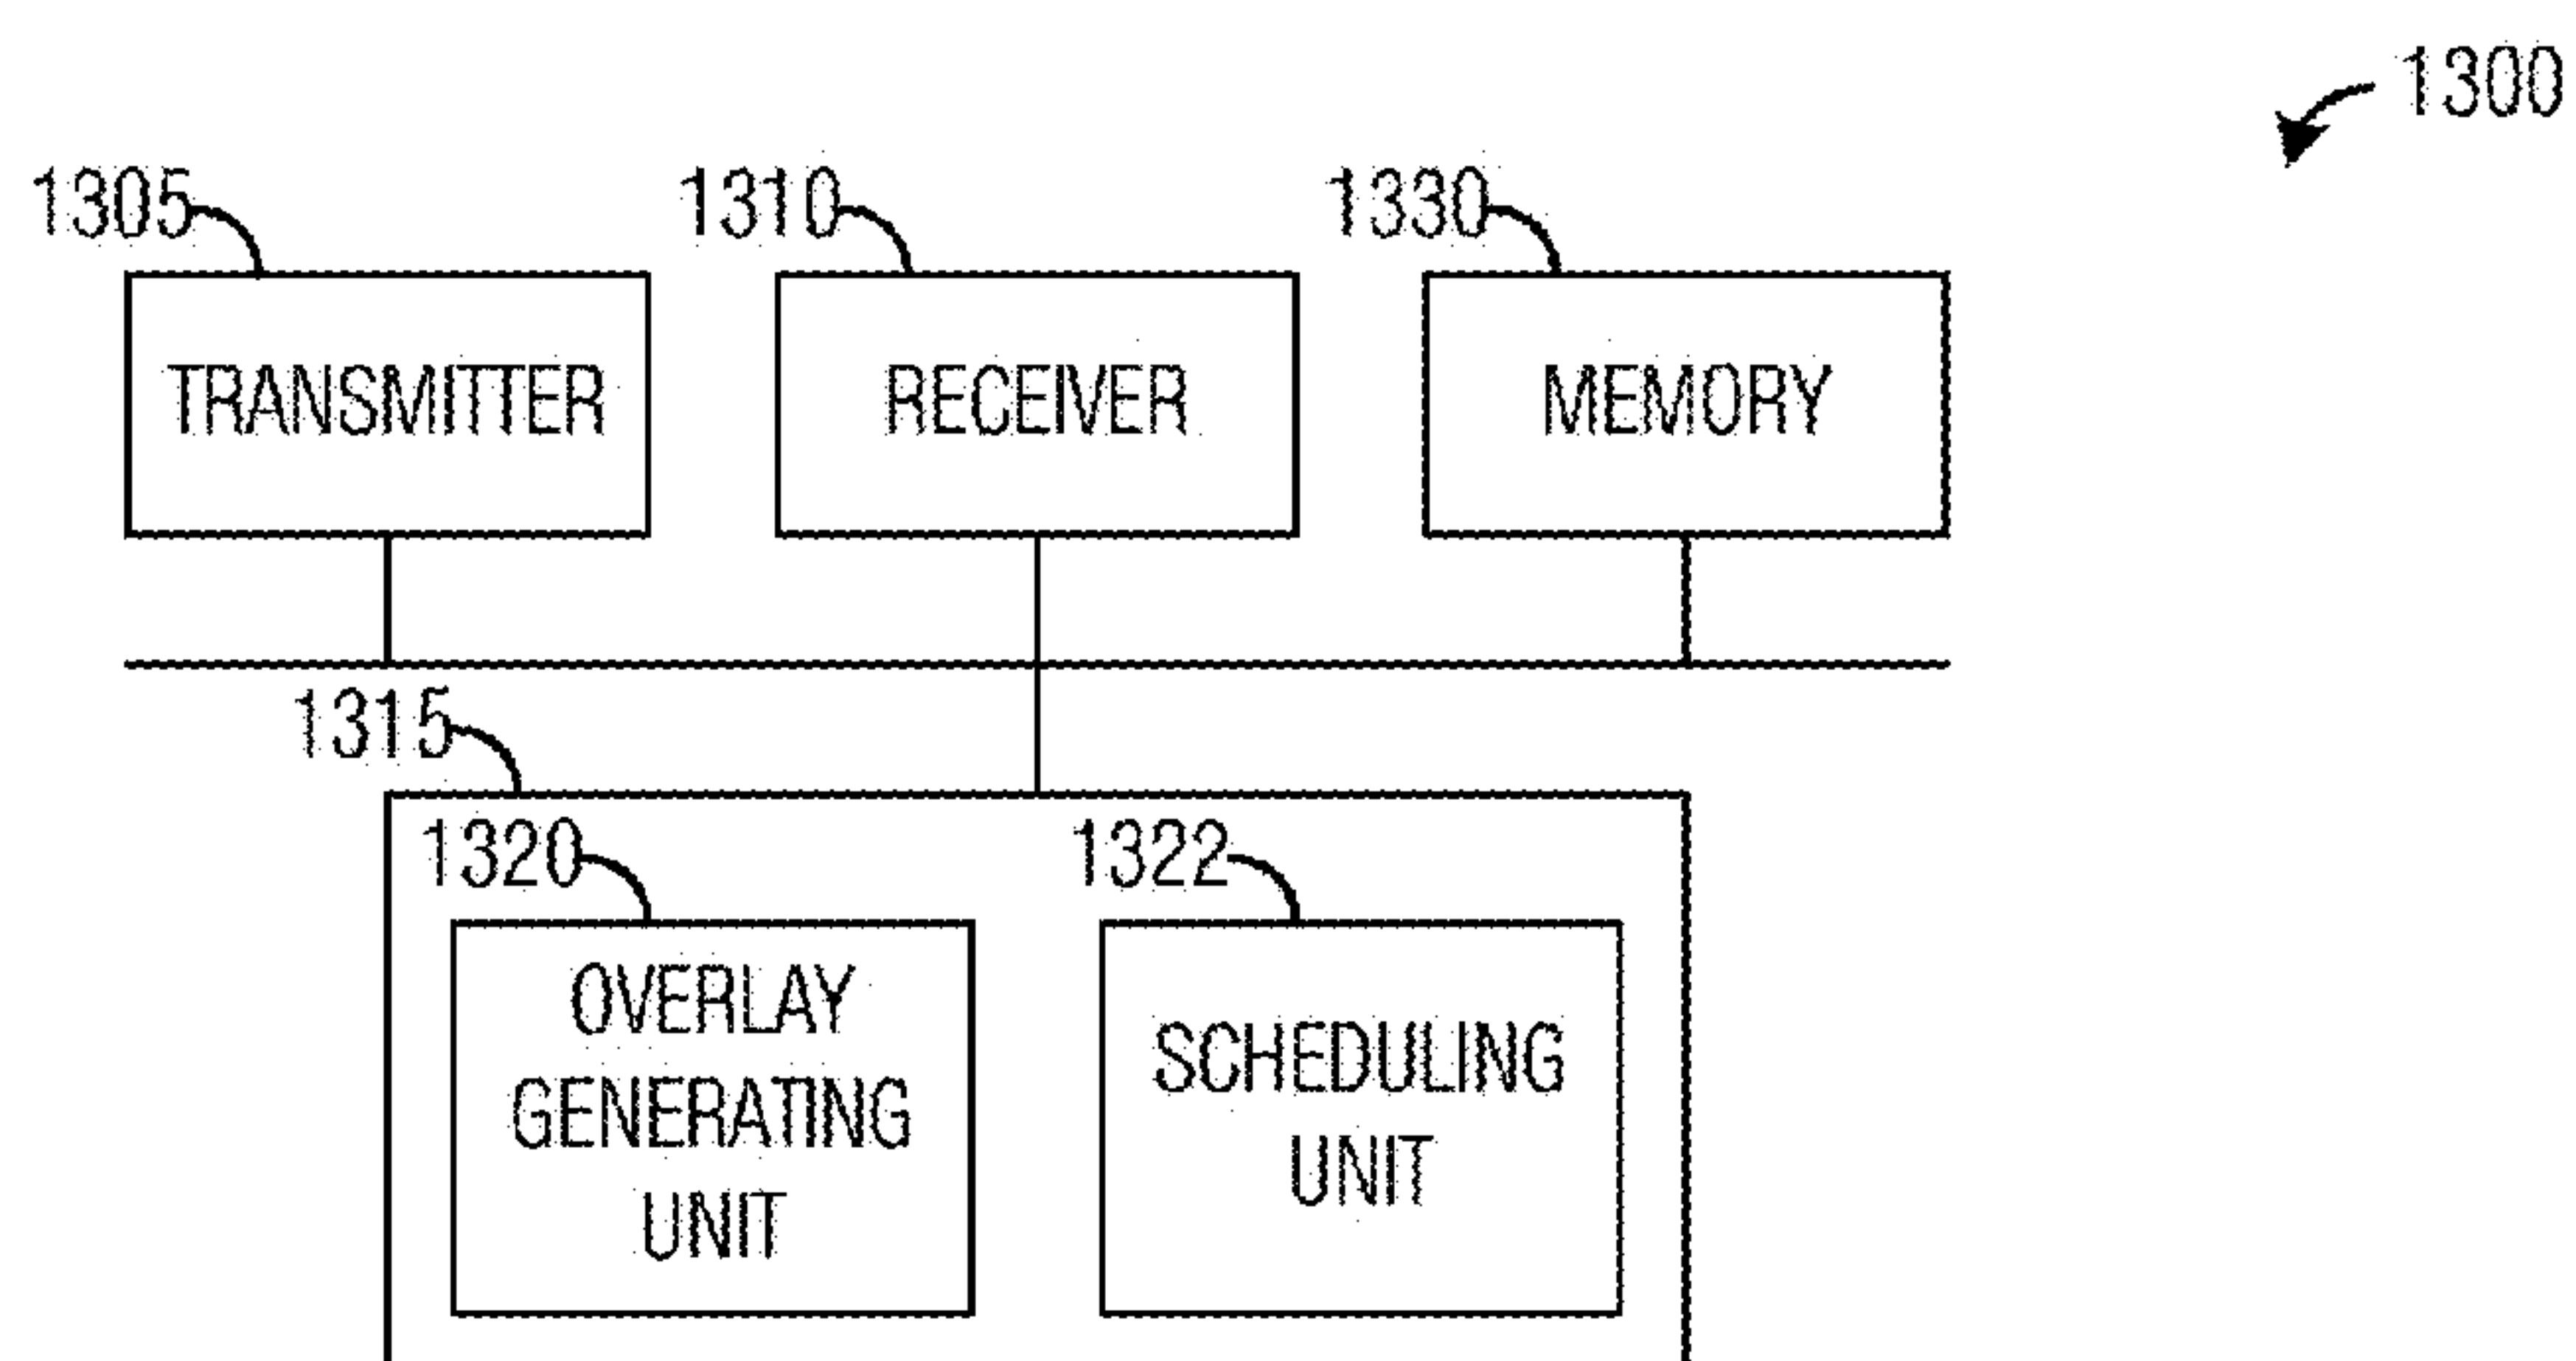 1300
1305
1310
1330
TRANSMITTER
RECEIVER
MEMORY
1315
1320
1322
OVERLAY
GENERATING
UNIT
SCHEDULING
UNIT